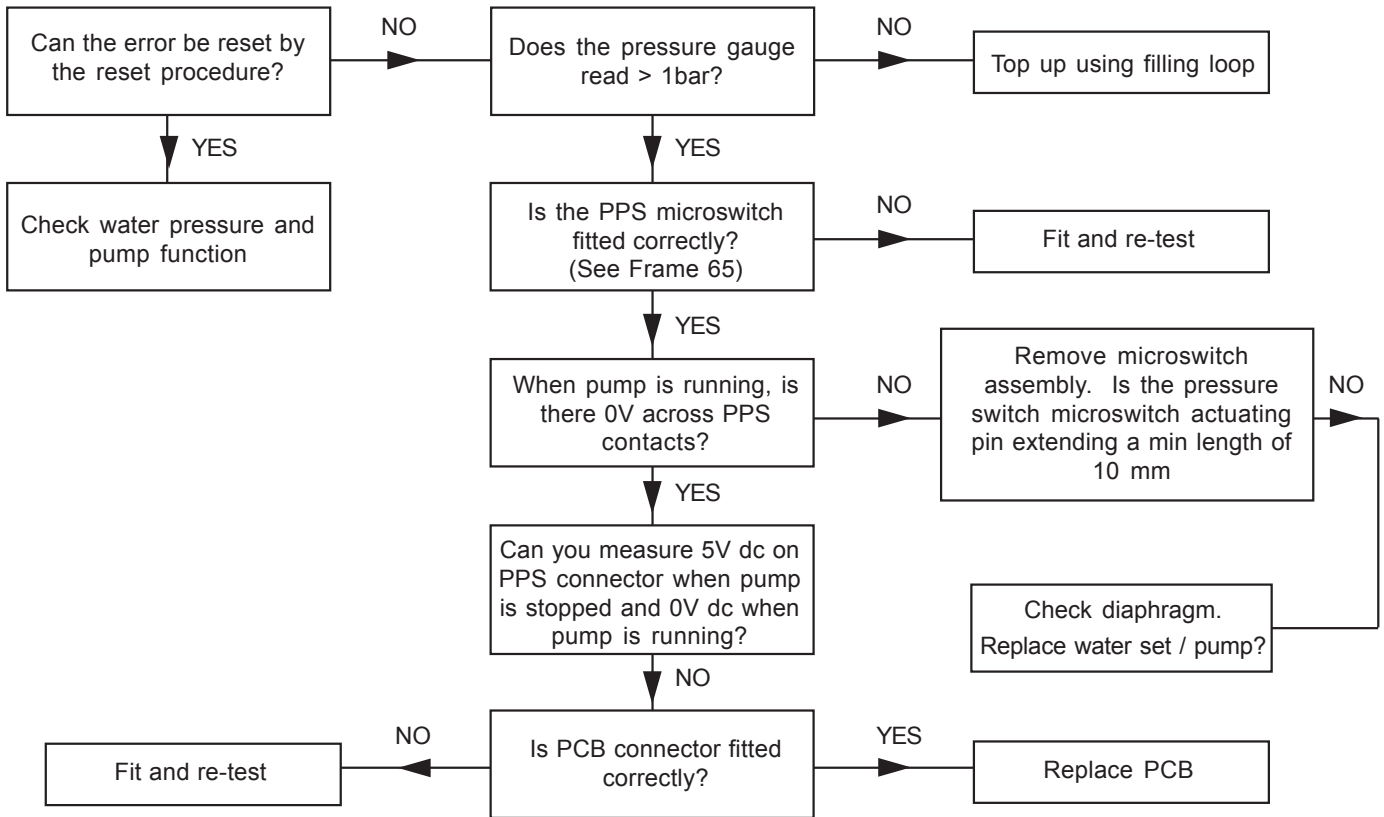 Can the error be reset by
the reset procedure?
NO
Does the pressure gauge
read > 1bar?
NO
Top up using filling loop
YES
YES
Check water pressure and
pump function
Is the PPS microswitch
fitted correctly?
(See Frame 65)
NO
Fit and re-test
YES
When pump is running, is
there 0V across PPS
contacts?
NO
Remove microswitch
assembly. Is the pressure
switch microswitch actuating
pin extending a min length of
10 mm
NO
YES
Can you measure 5V dc on
PPS connector when pump
is stopped and 0V dc when
pump is running?
Check diaphragm.
Replace water set / pump?
NO
Is PCB connector fitted
correctly?
NO
Fit and re-test
YES
Replace PCB